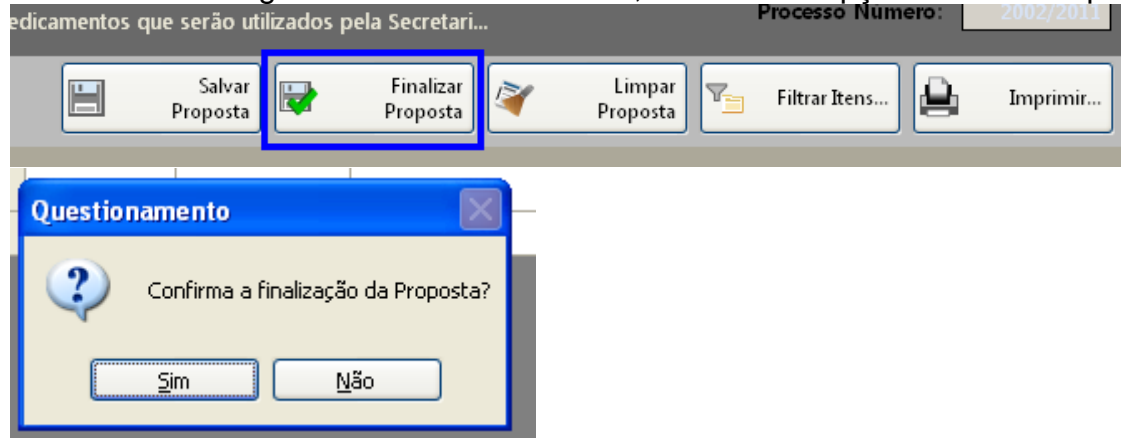 edicamentos que serão utilizados pela Secretari...
Processo Número: 2002/2011
Salvar
Proposta
Finalizar
Proposta
Limpar
Proposta
Filtrar Itens...
Imprimir...
Questionamento
Confirma a finalização da Proposta?
Sim
Não